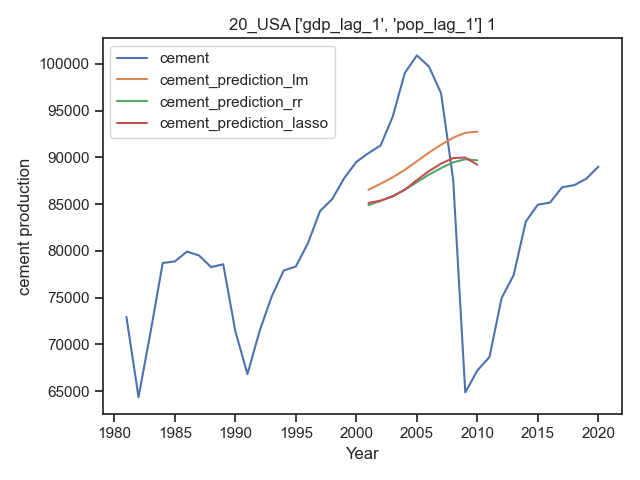 20_USA ['gdp_lag_1', 'pop_lag_1'] 1
cement
cement_prediction_lm
cement_prediction_rr
cement_prediction_lasso
cement production
100000
95000
90000
85000
80000
75000
70000
65000
1980 1985 1990 1995 2000 2005 2010 2015 2020
Year